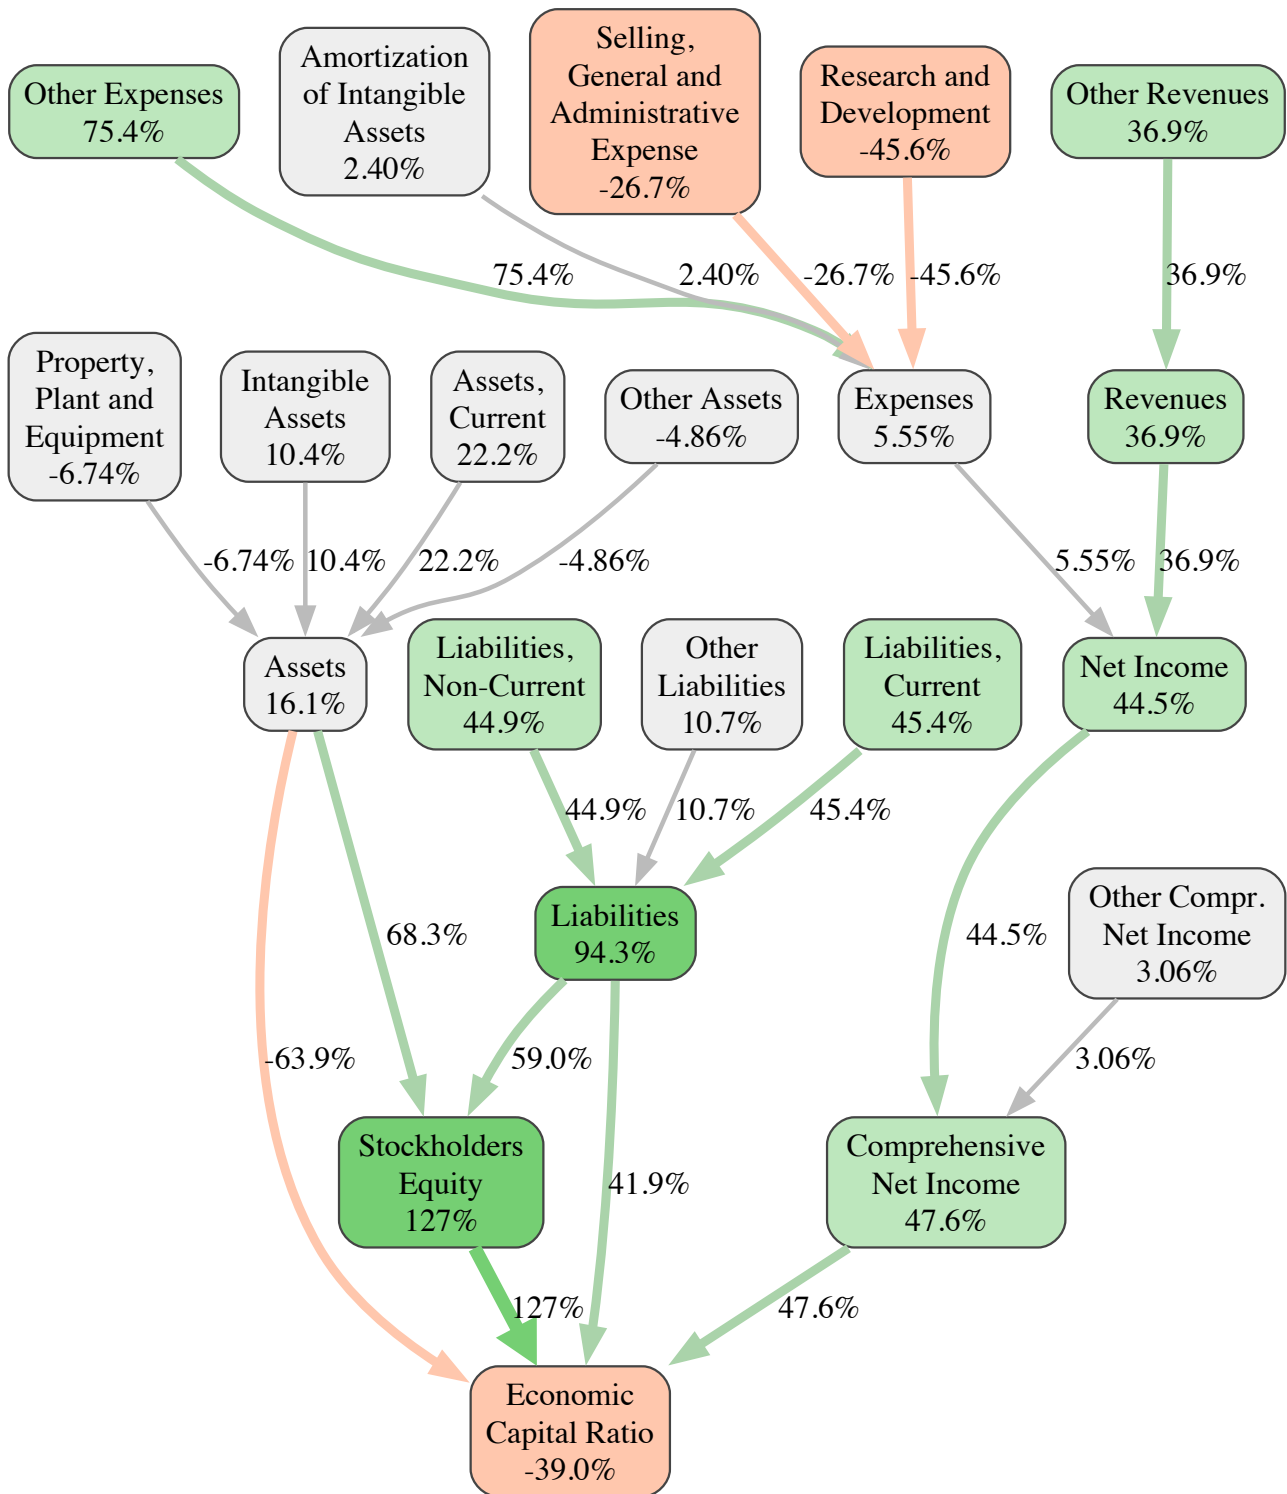 Other Expenses
75.4%
Amortization
of Intangible
Assets
2.40%
Selling,
General and
Administrative
Expense
-26.7%
Research and
Development
-45.6%
Other Revenues
36.9%
75.4%
2.40%
-26.7%
-45.6%
36.9%
Property,
Plant and
Equipment
-6.74%
Intangible
Assets
10.4%
Assets,
Current
22.2%
Other Assets
-4.86%
Expenses
5.55%
Revenues
36.9%
-6.74%
10.4%
22.2%
-4.86%
5.55%
36.9%
Assets
16.1%
Liabilities,
Non-Current
44.9%
Other
Liabilities
10.7%
Liabilities,
Current
45.4%
Net Income
44.5%
44.9%
10.7%
45.4%
68.3%
Liabilities
94.3%
44.5%
Other Compr.
Net Income
3.06%
-63.9%
59.0%
3.06%
Stockholders
Equity
127%
41.9%
Comprehensive
Net Income
47.6%
127%
47.6%
Economic
Capital Ratio
-39.0%